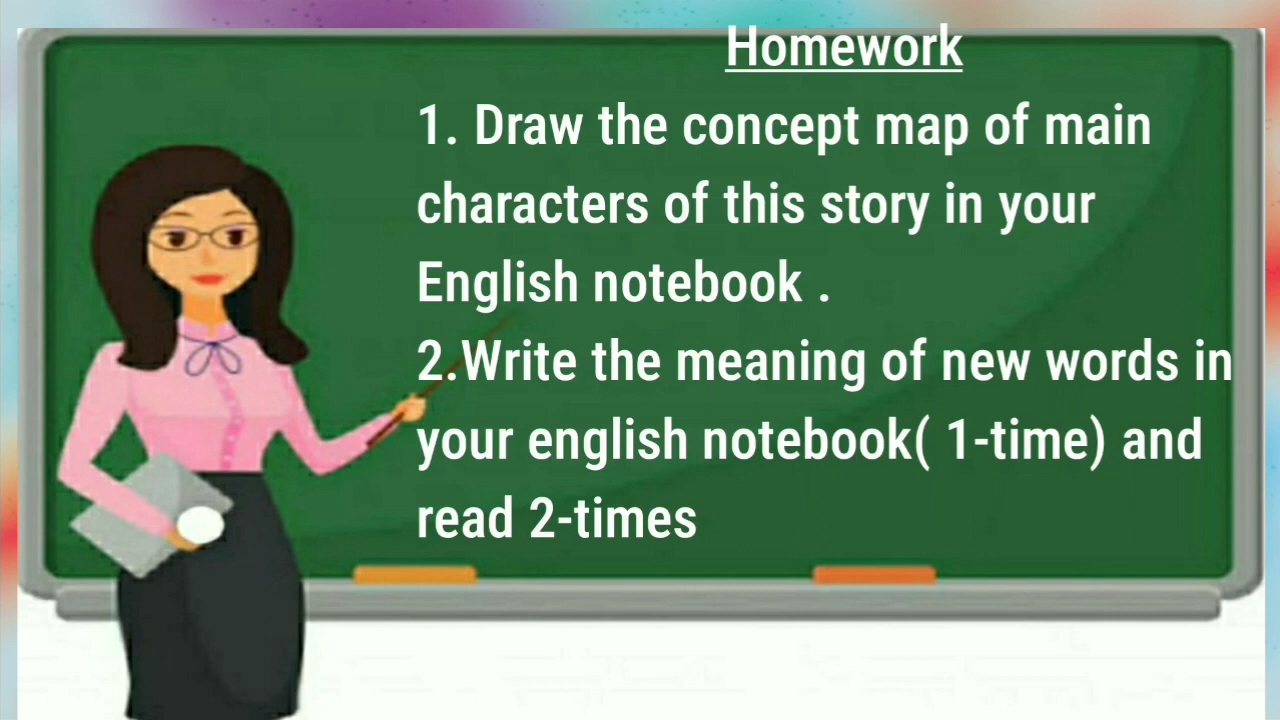 Homework
1. Draw the concept map of main
characters of this story in your
English notebook .
2.Write the meaning of new words in
your english notebook( 1-time) and
read 2-times